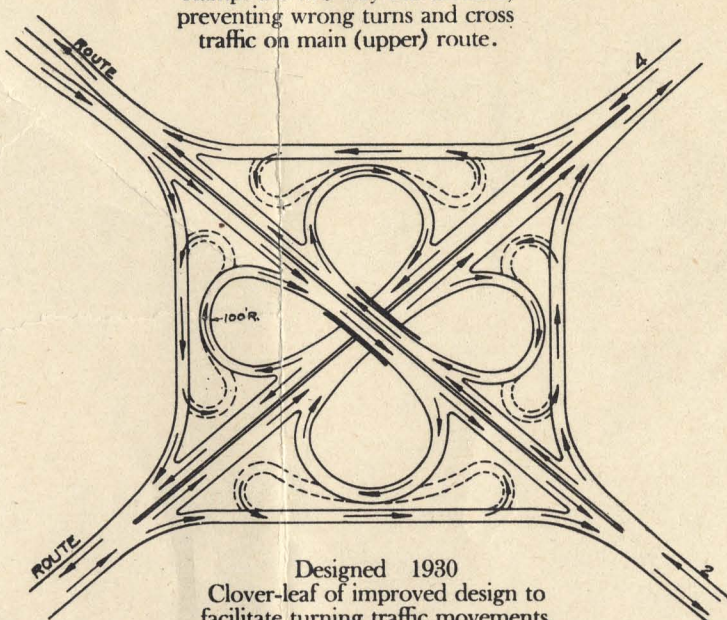 preventing wrong turns and cross
traffic on main (upper) route.
ROUTE
4
100'R.
ROUTE
2
Designed 1930
Clover-leaf of improved design to
facilitate turning traffic movements